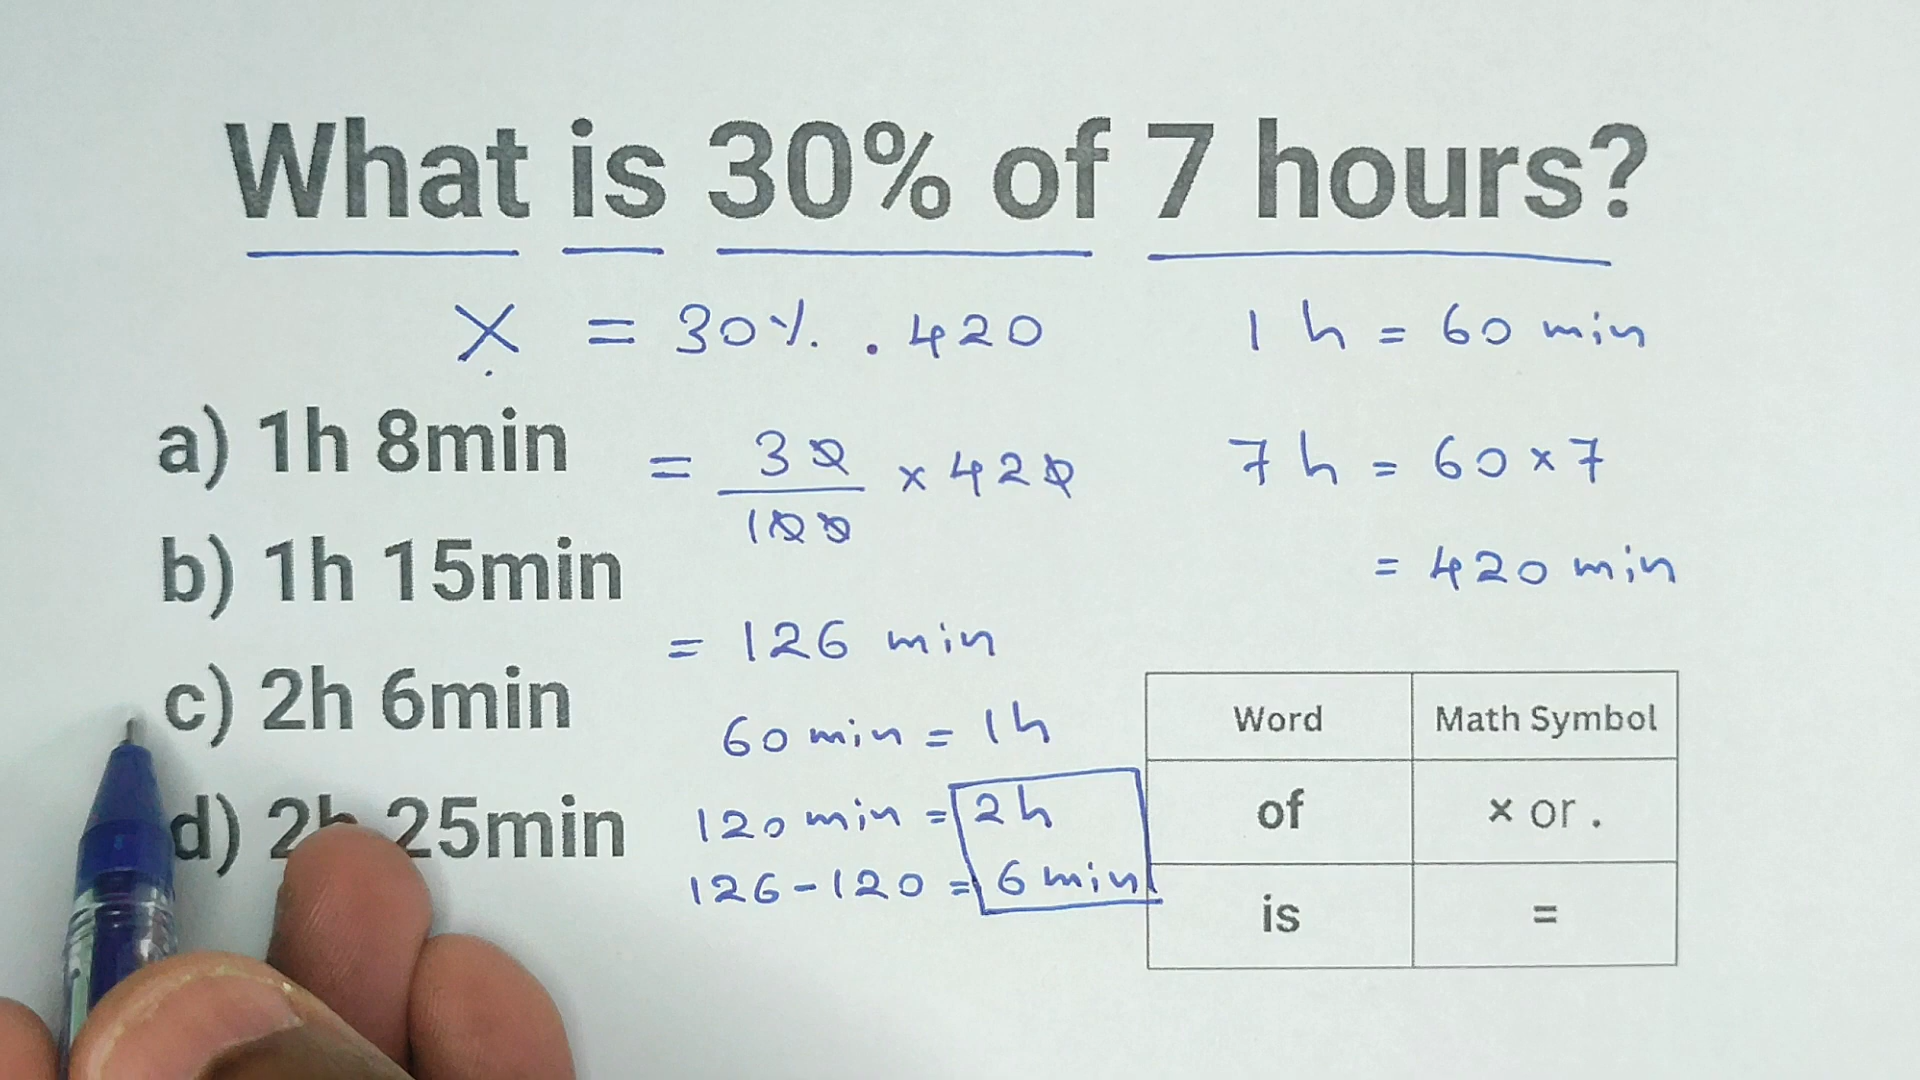 What is 30% of 7 hours?
X = 30% . 420
1 h = 60 min
a) 1h 8min
= 30/100 × 420
7 h = 60 × 7
b) 1h 15min
= 420 min
= 126 min
c) 2h 6min
60 min = 1h
d) 2h 25min
120 min = 2h
126 - 120 = 6 min
Word Math Symbol
of × or .
is =